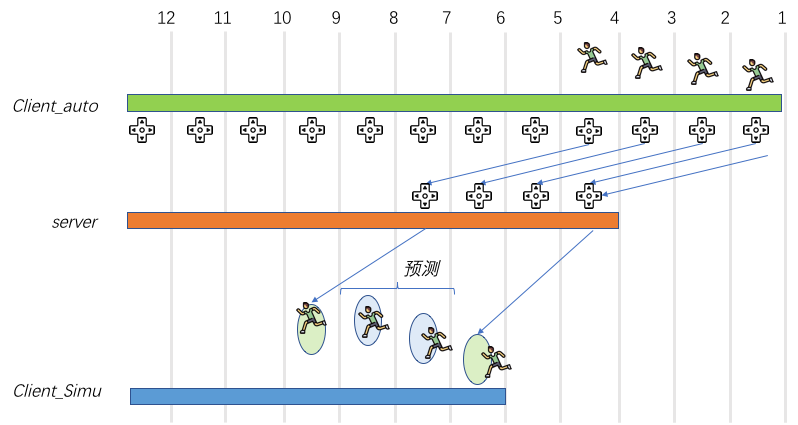 12 11 10 9 8 7 6 5 4 3 2 1
Client_auto
server
预测
Client_Simu